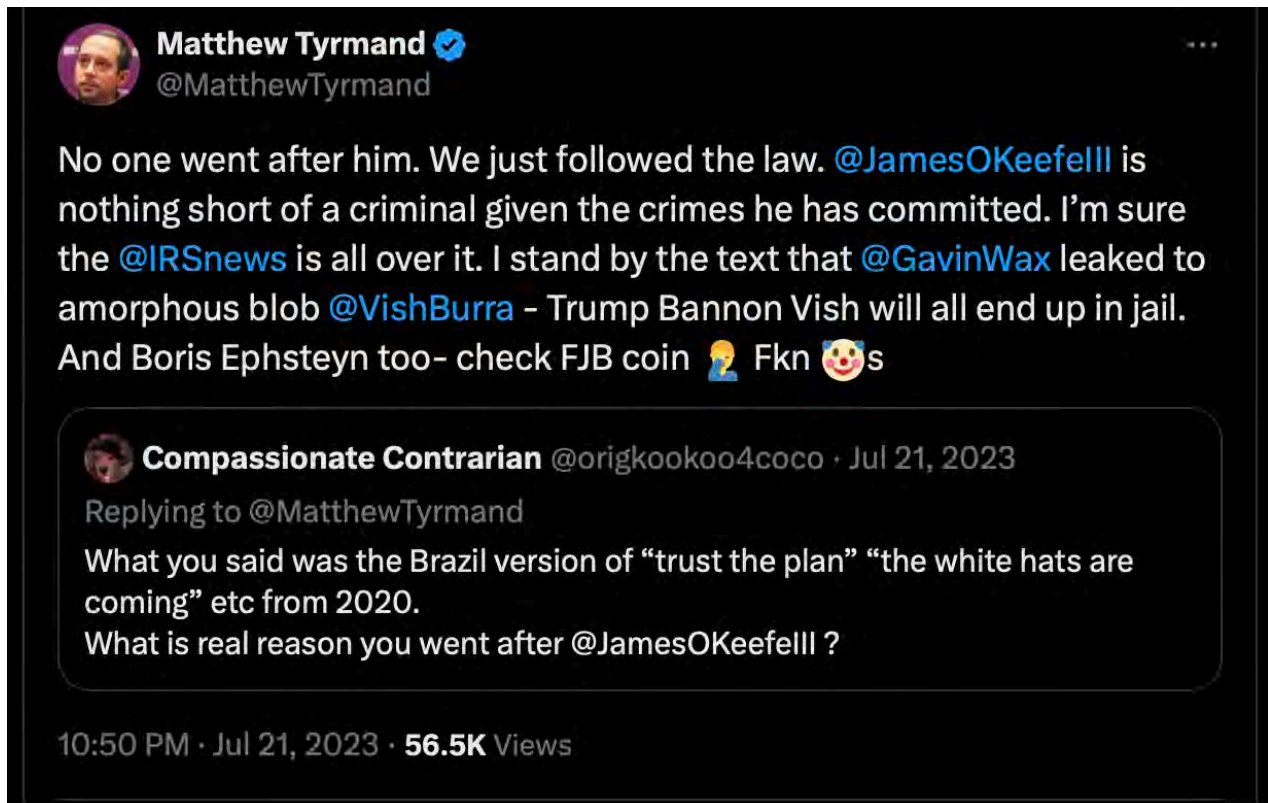 Matthew Tyrmand
@MatthewTyrmand
No one went after him. We just followed the law. @JamesOKeefeIII is
nothing short of a criminal given the crimes he has committed. I’m sure
the @IRSnews is all over it. I stand by the text that @GavinWax leaked to
amorphous blob @VishBurra - Trump Bannon Vish will all end up in jail.
And Boris Ephsteyn too- check FJB coin 🤦‍♂️ Fkn 🤡s
Compassionate Contrarian @origkookoo4coco · Jul 21, 2023
Replying to @MatthewTyrmand
What you said was the Brazil version of “trust the plan” “the white hats are
coming” etc from 2020.
What is real reason you went after @JamesOKeefeIII ?
10:50 PM · Jul 21, 2023 · 56.5K Views